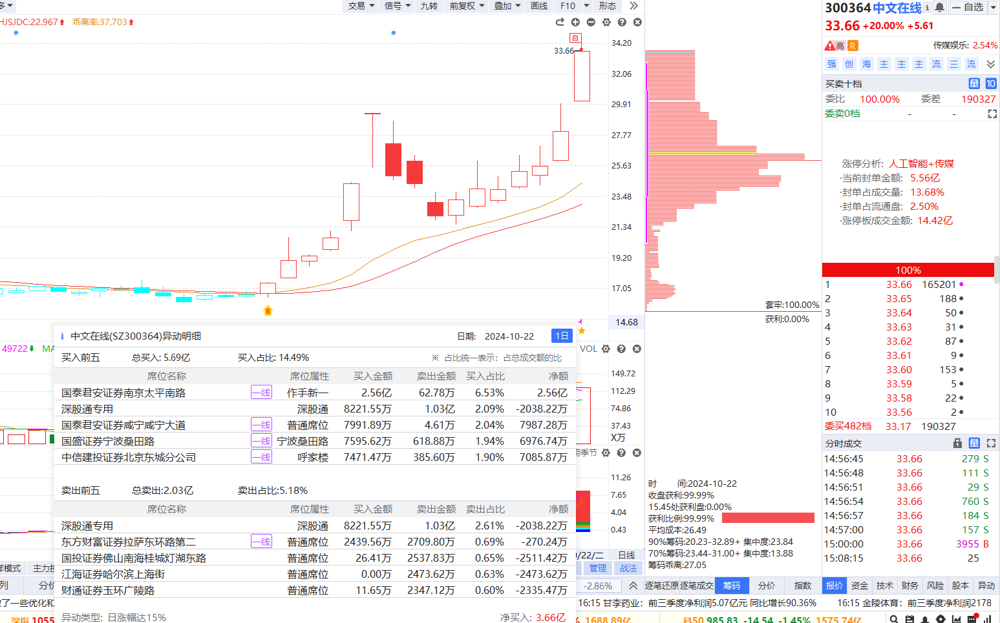 多 交易 信号 九转 前复权 叠加 画线 F10 形态
HJSJDC:22.967 乖离率:37.703
自
33.66
34.20
32.06
29.91
27.77
25.63
23.48
21.34
19.20
17.05
14.68
B
49722 MA
VOL
149.72
112.29
74.86
37.43
X万
季节
11.26
7.65
4.04
0.43
中文在线(SZ300364)异动明细 日期: 2024-10-22 1日
买入前五 总买入: 5.69亿 买入占比: 14.49% ※ 占比统一表示：占总成交额的比
席位名称 席位属性 买入金额 卖出金额 买入占比 净额
国泰君安证券南京太平南路 一线 作手新一 2.56亿 62.78万 6.53% 2.56亿
深股通专用 深股通 8221.55万 1.03亿 2.09% -2038.22万
国泰君安证券咸宁咸宁大道 一线 普通席位 7991.89万 4.61万 2.04% 7987.28万
国盛证券宁波桑田路 一线 宁波桑田路 7595.62万 618.88万 1.94% 6976.74万
中信建投证券北京东城分公司 一线 呼家楼 7471.47万 385.60万 1.90% 7085.87万
卖出前五 总卖出:2.03亿 卖出占比:5.18%
席位名称 席位属性 买入金额 卖出金额 卖出占比 净额
深股通专用 深股通 8221.55万 1.03亿 2.61% -2038.22万
东方财富证券拉萨东环路第二 一线 普通席位 2439.56万 2709.80万 0.69% -270.24万
国投证券佛山南海桂城灯湖东路 普通席位 26.41万 2537.83万 0.65% -2511.42万
江海证券哈尔滨上海街 普通席位 0.00万 2473.62万 0.63% -2473.62万
财通证券玉环广陵路 普通席位 11.65万 2347.12万 0.60% -2335.47万
异动类型: 日涨幅达15% 净买入: 3.66亿
套牢:100.00%
获利:0.00%
时 间:2024-10-22
收盘获利:99.99%
15.45处获利盘:0.00%
获利比例:99.99%
平均成本:26.49
90%筹码:20.23-32.89+ 集中度:23.84
70%筹码:23.44-31.00+ 集中度:13.88
筹码乖离:27.05
/22/二 日线
样模式 主力控 管理 战法
列 分价 -2.86% 逐笔还原 逐笔成交 筹码 分价 指数
300364 中文在线 i 自选
33.66 +20.00% +5.61
高 R 传媒娱乐: 2.54%
强 创 海 主 主 主 流 三 流
买卖十档 量 10
委比 100.00% 委差 190327
委卖0档 - -
涨停分析: 人工智能+传媒
·当前封单金额: 5.56亿
·封单占成交量: 13.68%
·封单占流通盘: 2.50%
·涨停板成交金额: 14.42亿
100%
1 33.66 165201
2 33.65 188
3 33.64 50
4 33.63 31
5 33.62 87
6 33.61 9
7 33.60 153
8 33.59 5
9 33.58 22
10 33.56 2
委买482档 33.17 190327
分时成交 量
14:56:45 33.66 279 S
14:56:48 33.66 111 S
14:56:51 33.66 29 S
14:56:54 33.66 760 S
14:56:57 33.66 184 S
14:57:00 33.66 157 S
15:00:00 33.66 3955 B
15:08:15 33.66 25
报价 资金 技术 财务 风险 股本 异动
做了一些优化和 16:15 甘李药业：前三季度净利润5.07亿元 同比增长90.36% 16:15 金陵体育：前三季度净利润2178
深指 1055 % 1688.89亿 科50 985.83 -14.54 -1.45% 1575.74亿